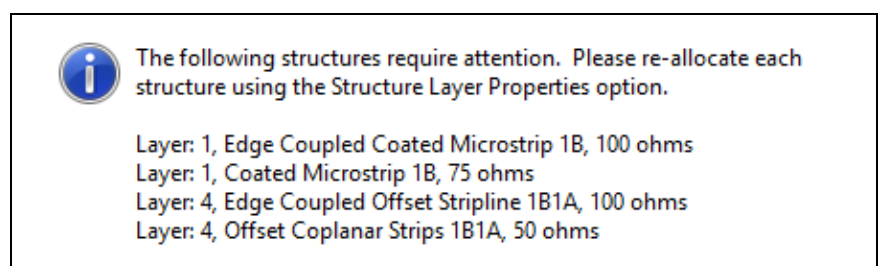 The following structures require attention.  Please re-allocate each
structure using the Structure Layer Properties option.
Layer: 1, Edge Coupled Coated Microstrip 1B, 100 ohms
Layer: 1, Coated Microstrip 1B, 75 ohms
Layer: 4, Edge Coupled Offset Stripline 1B1A, 100 ohms
Layer: 4, Offset Coplanar Strips 1B1A, 50 ohms